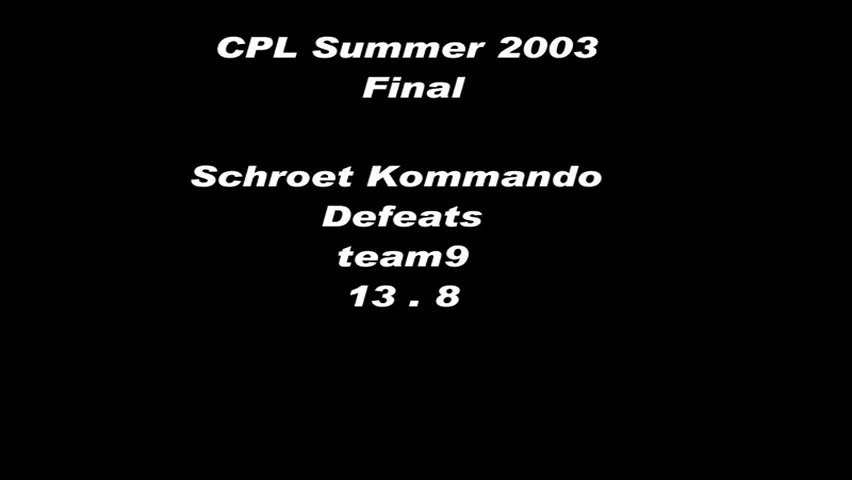 CPL Summer 2003
Final
Schroet Kommando
Defeats
team9
13 . 8